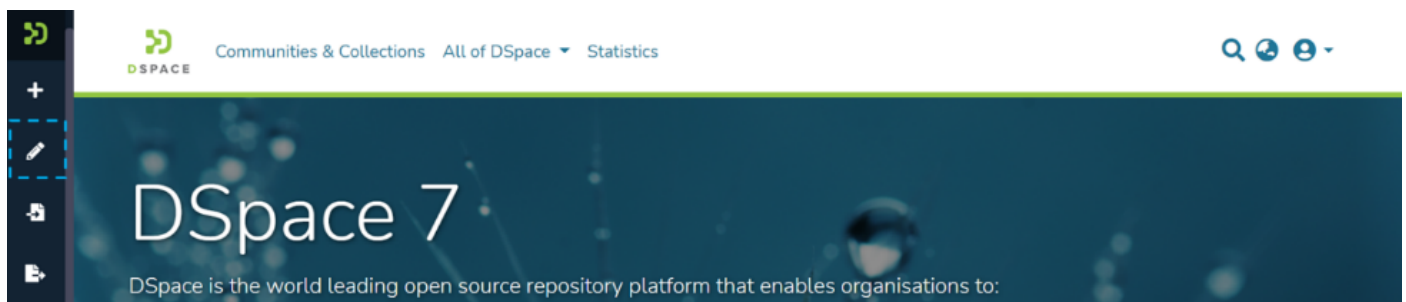 DSPACE
Communities & Collections All of DSpace Statistics
DSpace 7
DSpace is the world leading open source repository platform that enables organisations to: